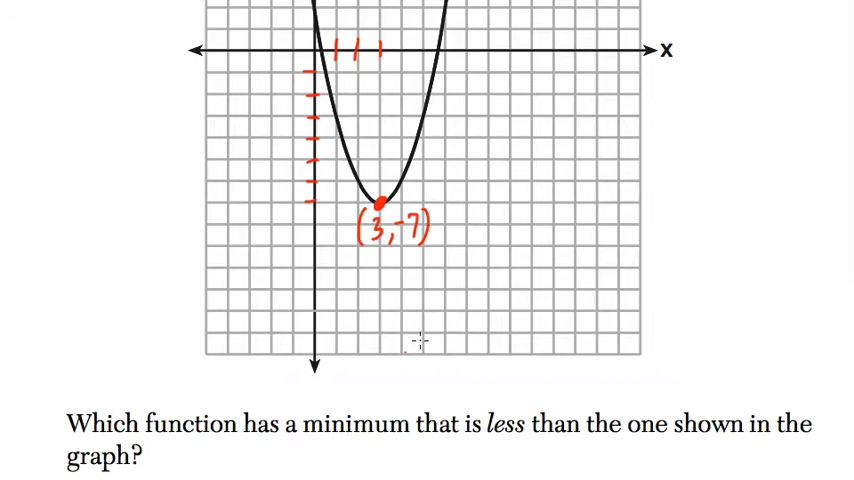 x
(3,-7)
Which function has a minimum that is less than the one shown in the
graph?